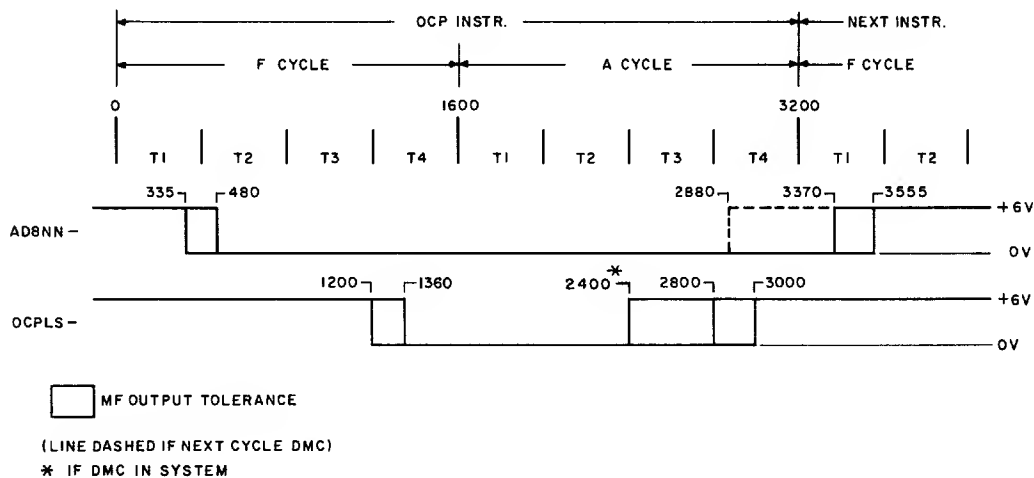 OCP INSTR. NEXT INSTR.
F CYCLE A CYCLE F CYCLE
0 1600 3200
T1 T2 T3 T4 T1 T2 T3 T4 T1 T2
335 480 2880 3370 3555
AD8NN- +6V
0V
1200 1360 2400* 2800 3000
OCPLS- +6V
0V
MF OUTPUT TOLERANCE
(LINE DASHED IF NEXT CYCLE DMC)
* IF DMC IN SYSTEM